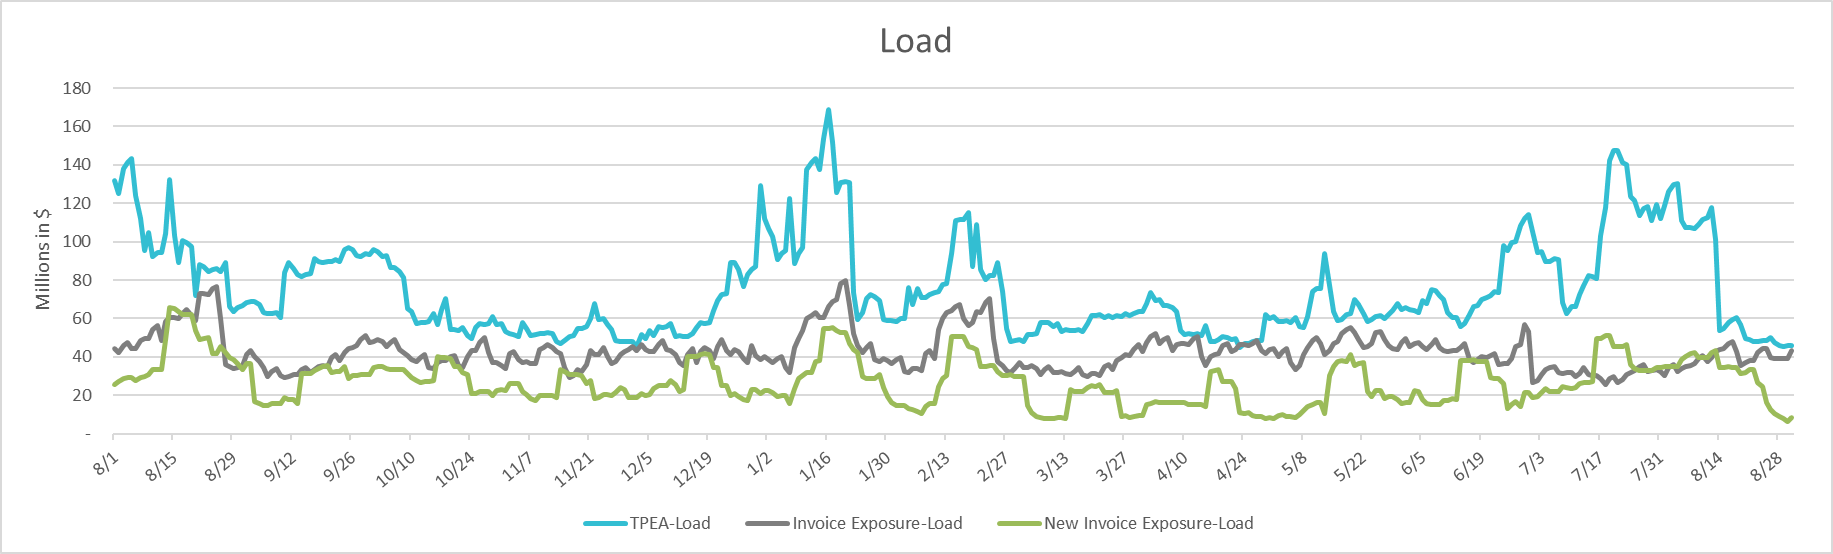 Load
Millions in $
180
160
140
120
100
80
60
40
20
-
8/1 8/15 8/29 9/12 9/26 10/10 10/24 11/7 11/21 12/5 12/19 1/2 1/16 1/30 2/13 2/27 3/13 3/27 4/10 4/24 5/8 5/22 6/5 6/19 7/3 7/17 7/31 8/14 8/28
TPEA-Load Invoice Exposure-Load New Invoice Exposure-Load